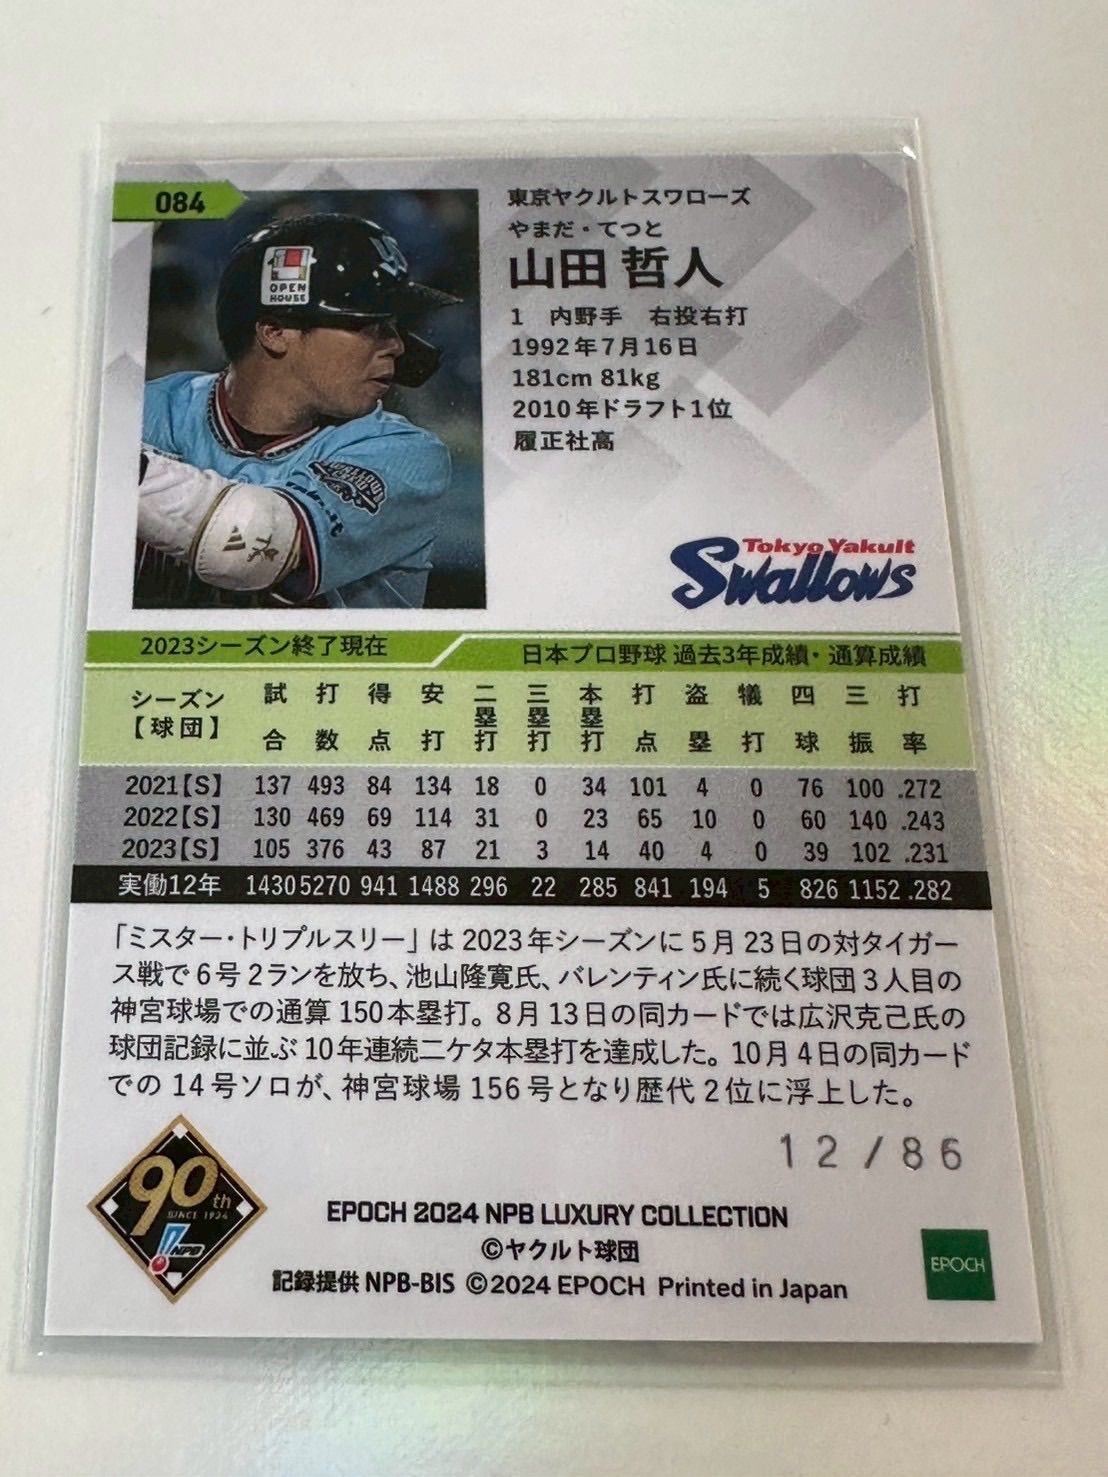 084
OPEN
HOUSE
東京ヤクルトスワローズ
やまだ・てつと
山田 哲人
1 内野手 右投右打
1992年7月16日
181cm 81kg
2010年ドラフト1位
履正社高
Tokyo Yakult
Swallows
2023シーズン終了現在
日本プロ野球 過去3年成績・通算成績
シーズン【球団】 試合 打数 得点 安打 二塁打 三塁打 本塁打 打点 盗塁 犠打 四球 三振 打率
2021【S】 137 493 84 134 18 0 34 101 4 0 76 100 .272
2022【S】 130 469 69 114 31 0 23 65 10 0 60 140 .243
2023【S】 105 376 43 87 21 3 14 40 4 0 39 102 .231
実働12年 1430 5270 941 1488 296 22 285 841 194 5 826 1152 .282
「ミスター・トリプルスリー」は2023年シーズンに5月23日の対タイガー
ス戦で6号2ランを放ち、池山隆寛氏、バレンティン氏に続く球団3人目の
神宮球場での通算150本塁打。8月13日の同カードでは広沢克己氏の
球団記録に並ぶ10年連続二ケタ本塁打を達成した。10月4日の同カード
での14号ソロが、神宮球場156号となり歴代2位に浮上した。
12/86
90th
SINCE 1934
NPB
EPOCH 2024 NPB LUXURY COLLECTION
©ヤクルト球団
記録提供 NPB-BIS ©2024 EPOCH Printed in Japan
EPOCH